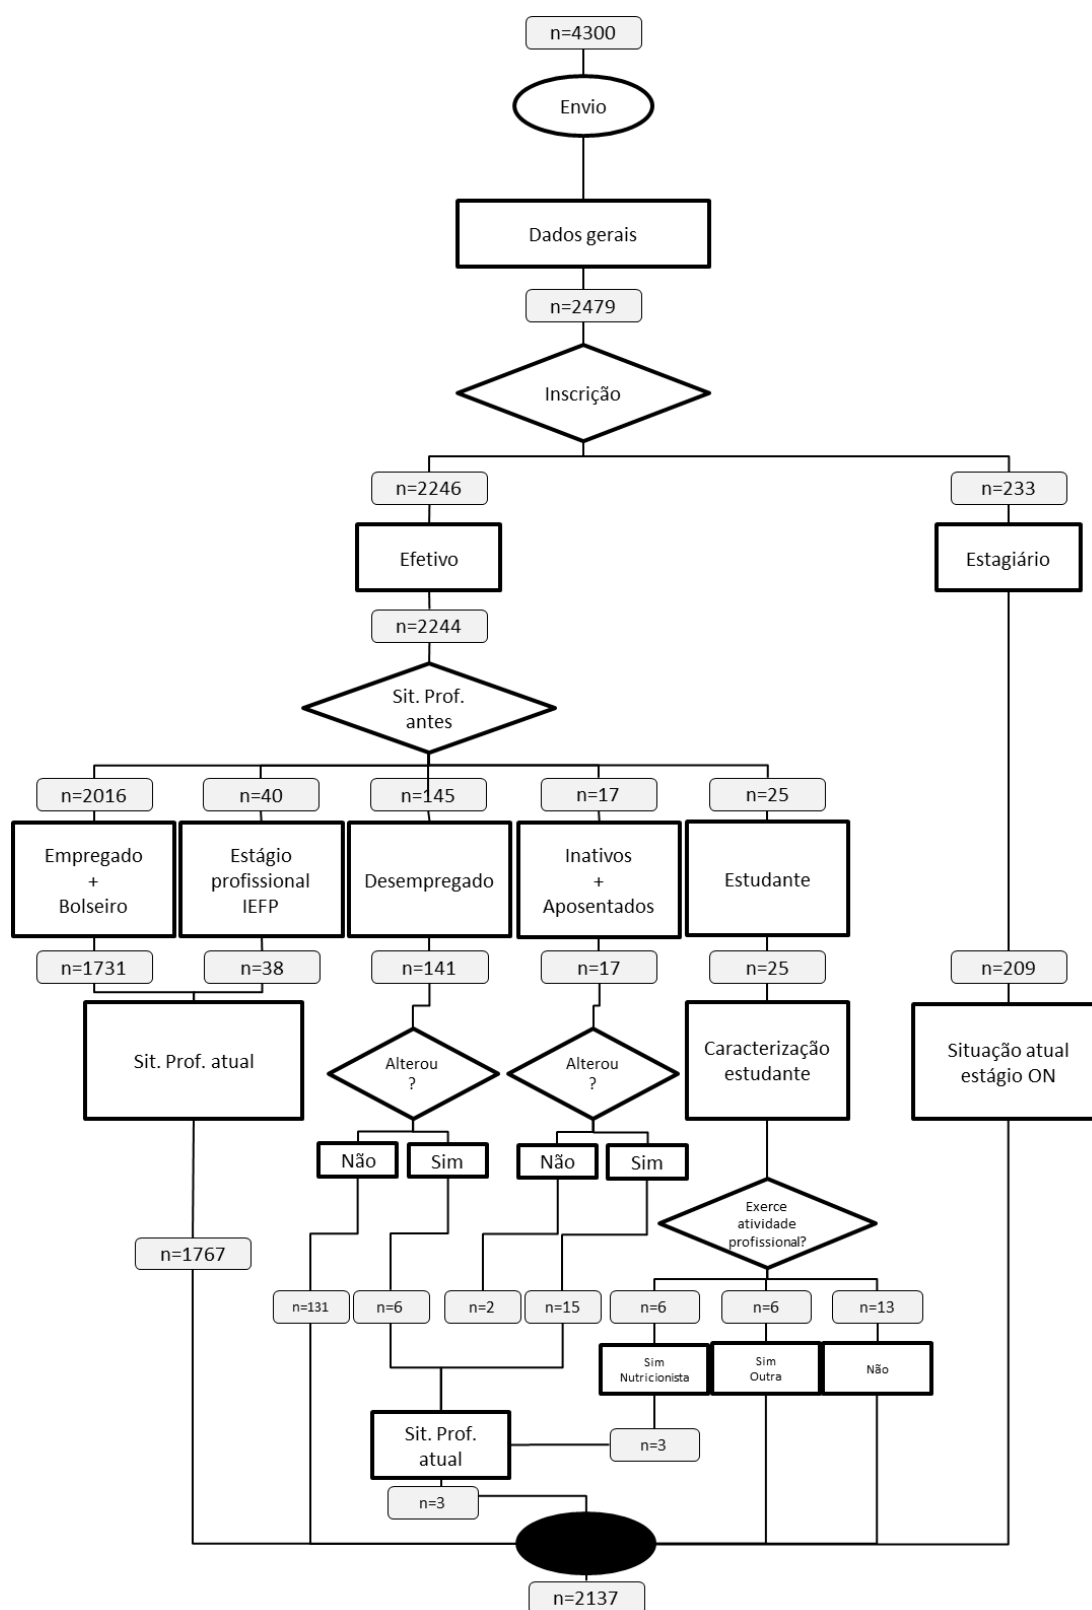 n=4300
Envio
Dados gerais
n=2479
Inscrição
n=2246
n=233
Efetivo
Estagiário
n=2244
Sit. Prof.
antes
n=2016
n=40
n=145
n=17
n=25
Empregado
+
Bolseiro
Estágio
profissional
IEFP
Desempregado
Inativos
+
Aposentados
Estudante
n=1731
n=38
n=141
n=17
n=25
n=209
Sit. Prof. atual
Alterou
?
Alterou
?
Caracterização
estudante
Situação atual
estágio ON
Não
Sim
Não
Sim
Exerce
atividade
profissional?
n=1767
n=131
n=6
n=2
n=15
n=6
n=6
n=13
Sim
Nutricionista
Sim
Outra
Não
Sit. Prof.
atual
n=3
n=3
n=2137